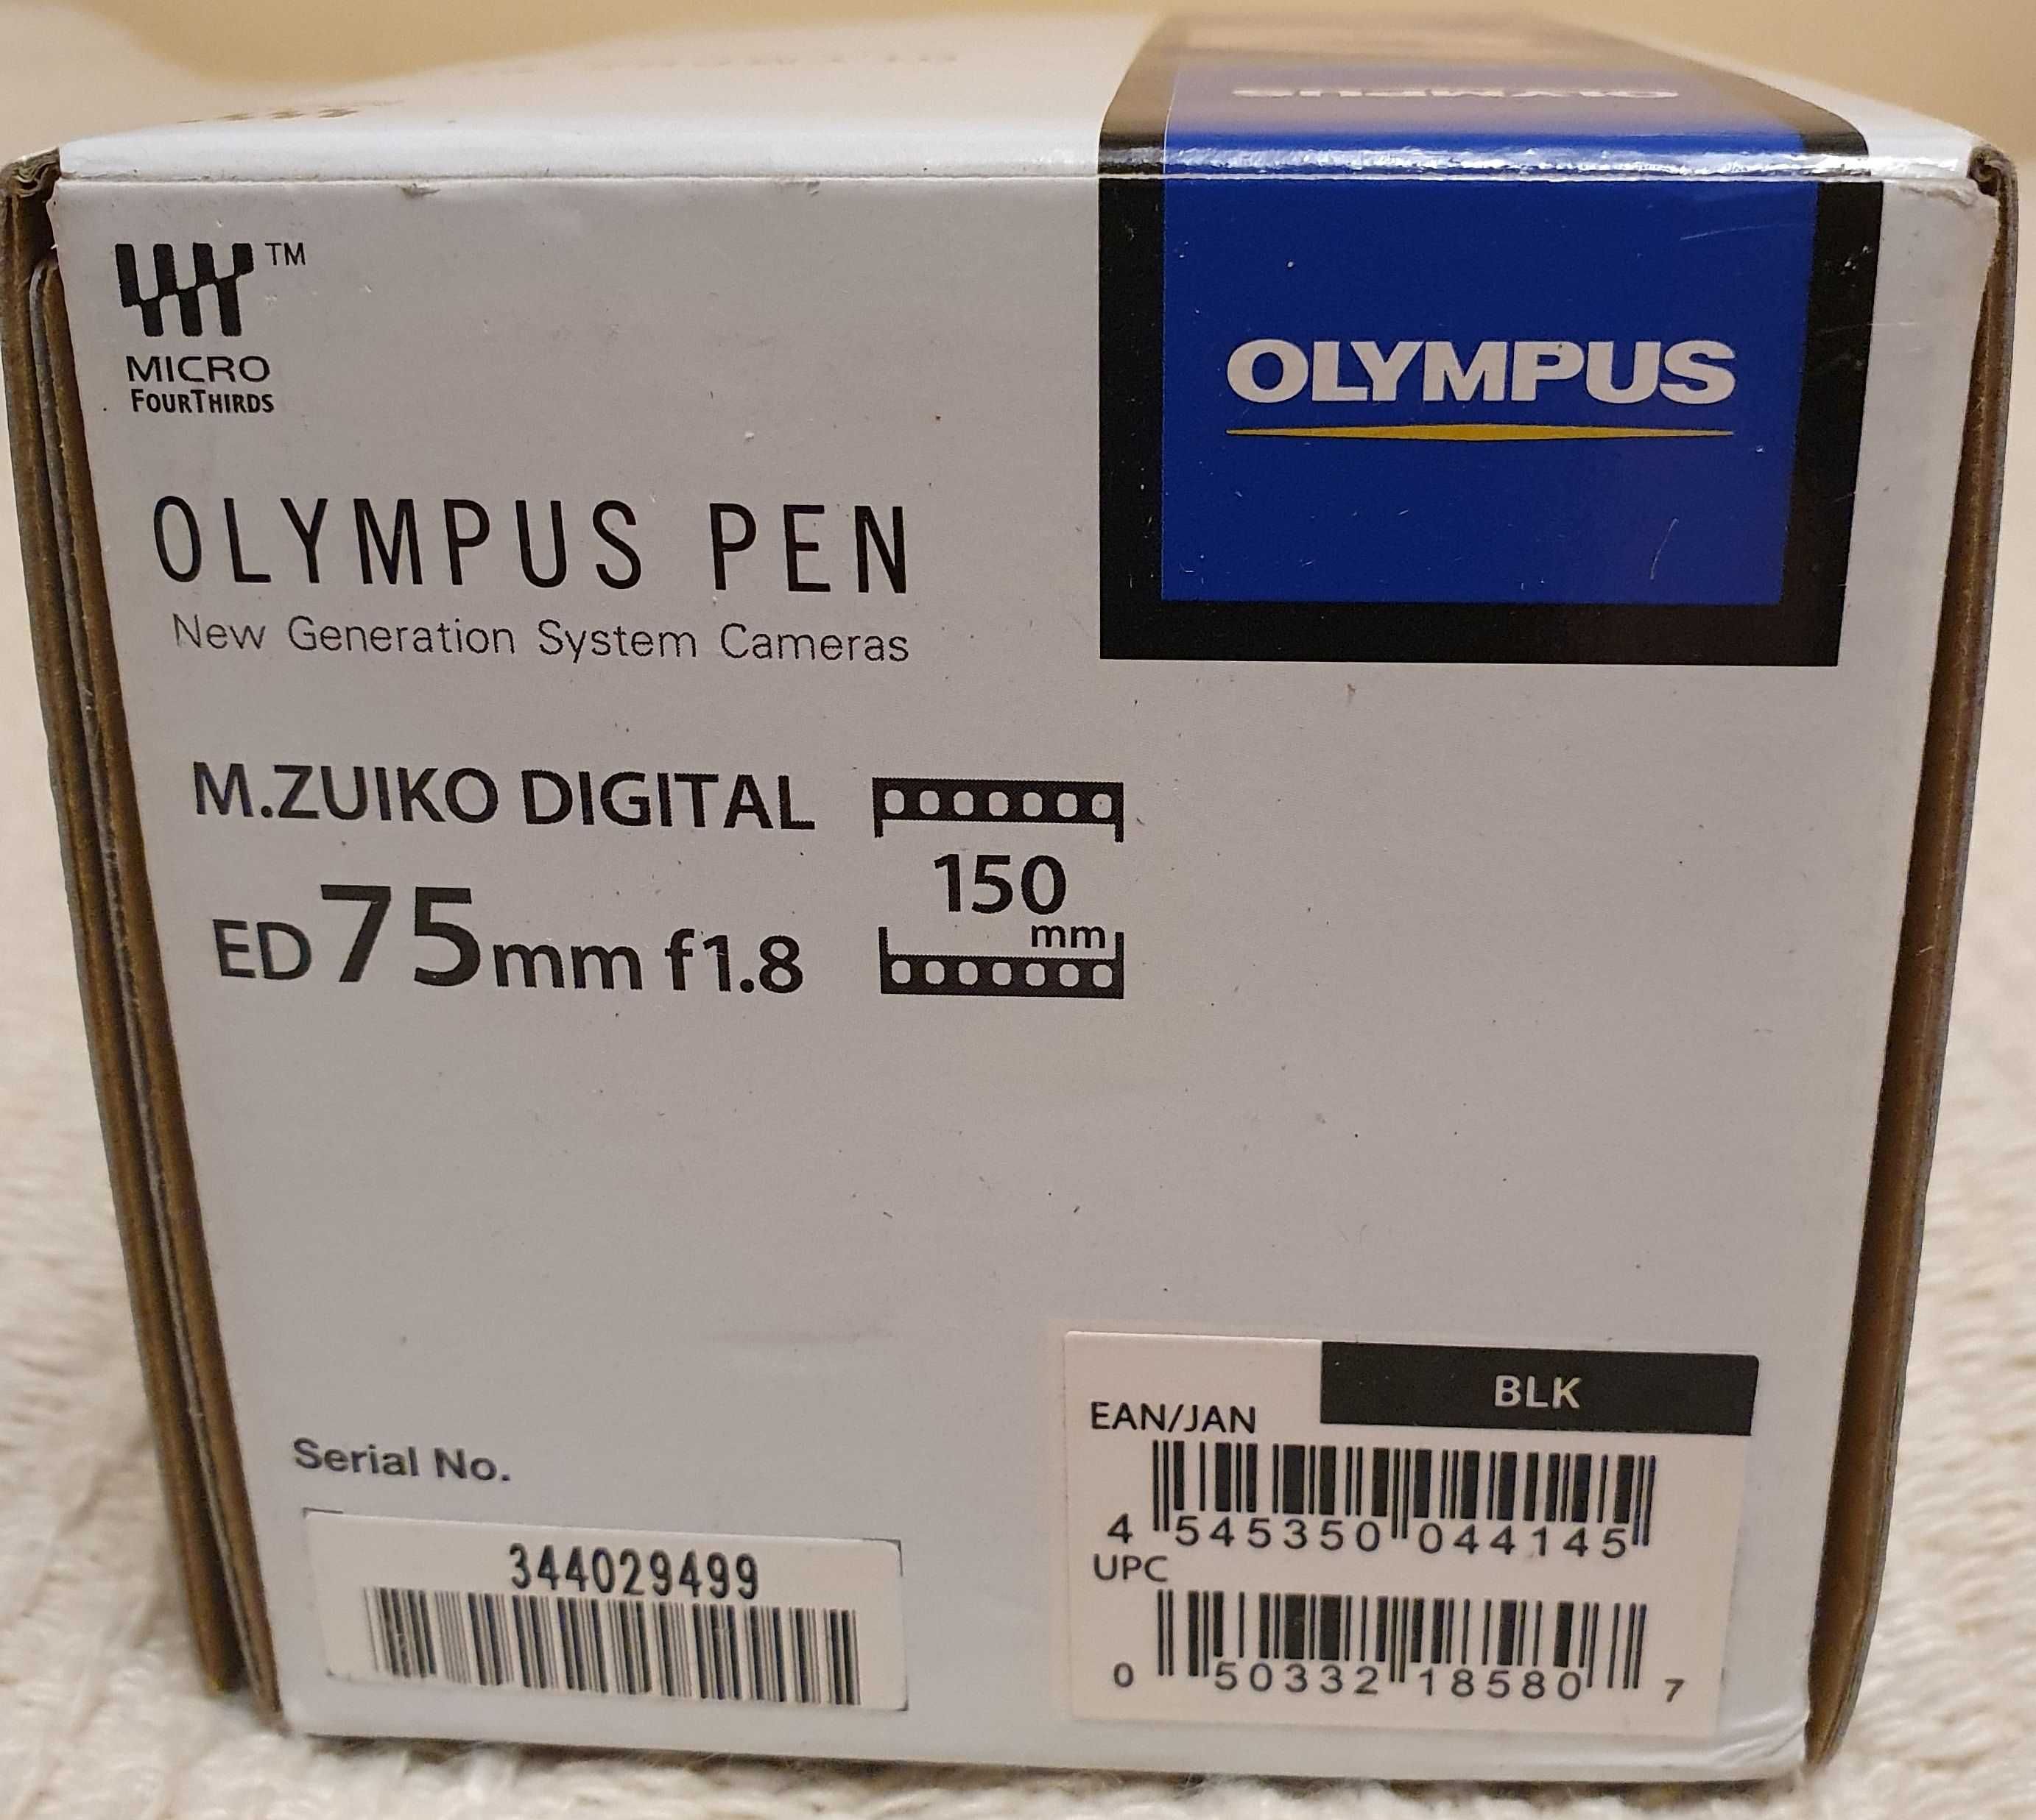 OLYMPUS
TM
MICRO
FOURTHIRDS
OLYMPUS
OLYMPUS PEN
New Generation System Cameras
M.ZUIKO DIGITAL
ED 75mm f1.8
150
mm
BLK
EAN/JAN
4 545350 044145
UPC
0 50332 18580 7
Serial No.
344029499